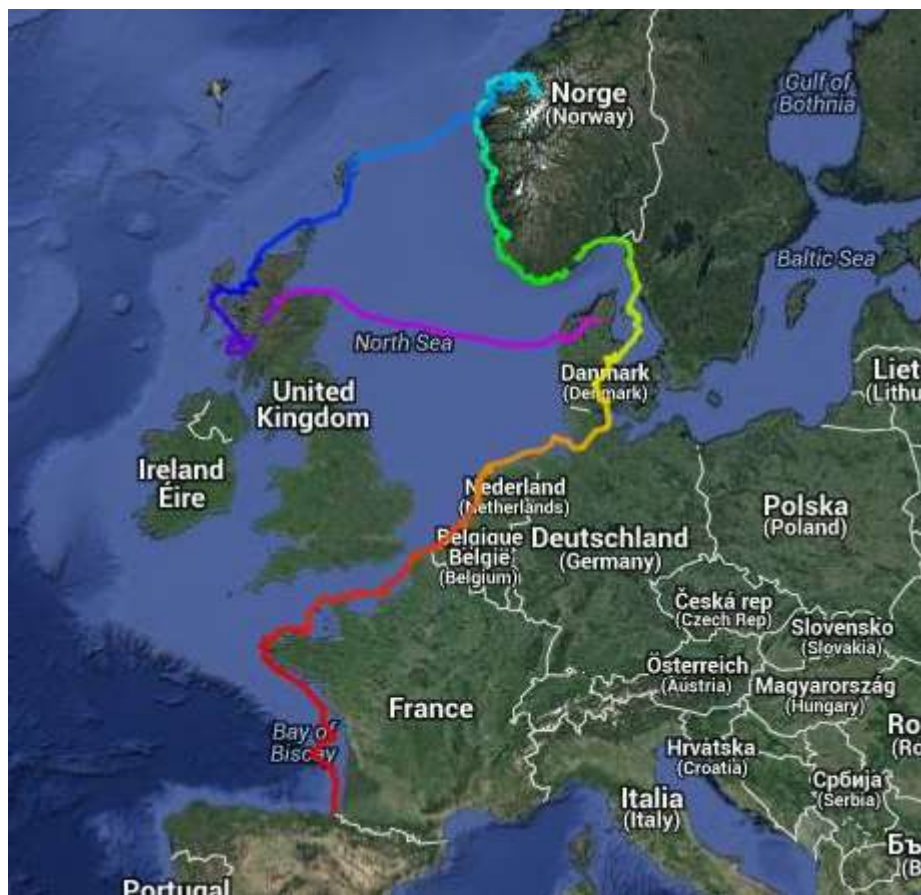 Norge
(Norway)
Gulf of
Bothnia
Baltic Sea
North Sea
Danmark
(Denmark)
Liet
(Lithu
United
Kingdom
Ireland
Éire
Nederland
(Netherlands)
Polska
(Poland)
Belgique
België
(Belgium)
Deutschland
(Germany)
Česká rep
(Czech Rep)
Slovensko
(Slovakia)
Österreich
(Austria)
Magyarország
(Hungary)
France
Bay of
Biscay
Ro
(Ro
Hrvatska
(Croatia)
Србија
(Serbia)
Italia
(Italy)
Бъ
(B
Portugal